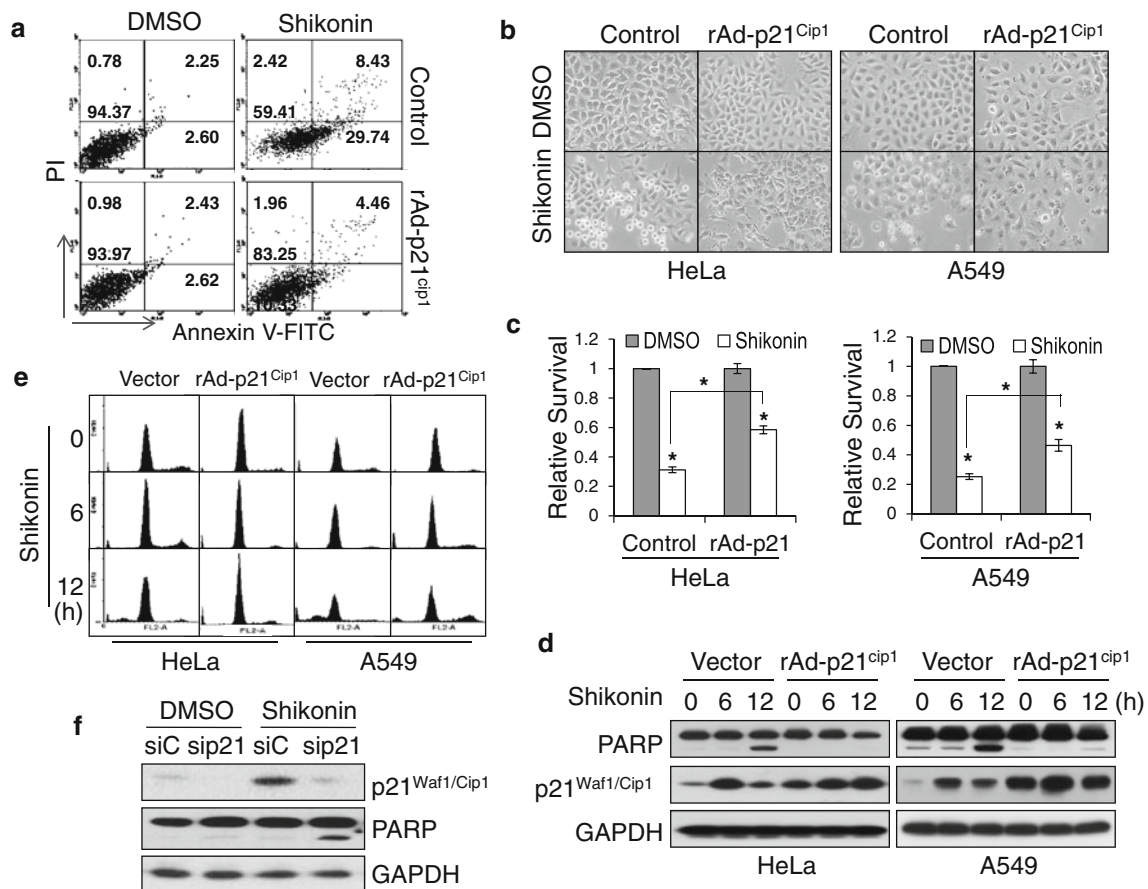 a
DMSO Shikonin
0.78 2.25
94.37
2.60
2.42 8.43
59.41
29.74
Control
0.98 2.43
93.97
2.62
1.96 4.46
83.25
10.33
rAd-p21cip1
PI
Annexin V-FITC
b
Control rAd-p21Cip1 Control rAd-p21Cip1
DMSO
Shikonin
HeLa A549
c
1.2
1
0.8
0.6
0.4
0.2
0
Relative Survival
DMSO Shikonin
*
*
*
Control rAd-p21
HeLa
1.2
1
0.8
0.6
0.4
0.2
0
Relative Survival
DMSO Shikonin
*
*
*
Control rAd-p21
A549
e
Vector rAd-p21Cip1 Vector rAd-p21Cip1
Shikonin
0
6
12
(h)
FL2-A FL2-A FL2-A FL2-A
HeLa A549
d
Vector rAd-p21cip1 Vector rAd-p21cip1
Shikonin 0 6 12 0 6 12 0 6 12 0 6 12 (h)
PARP
p21Waf1/Cip1
GAPDH
HeLa A549
f
DMSO Shikonin
siC sip21 siC sip21
p21Waf1/Cip1
PARP
GAPDH